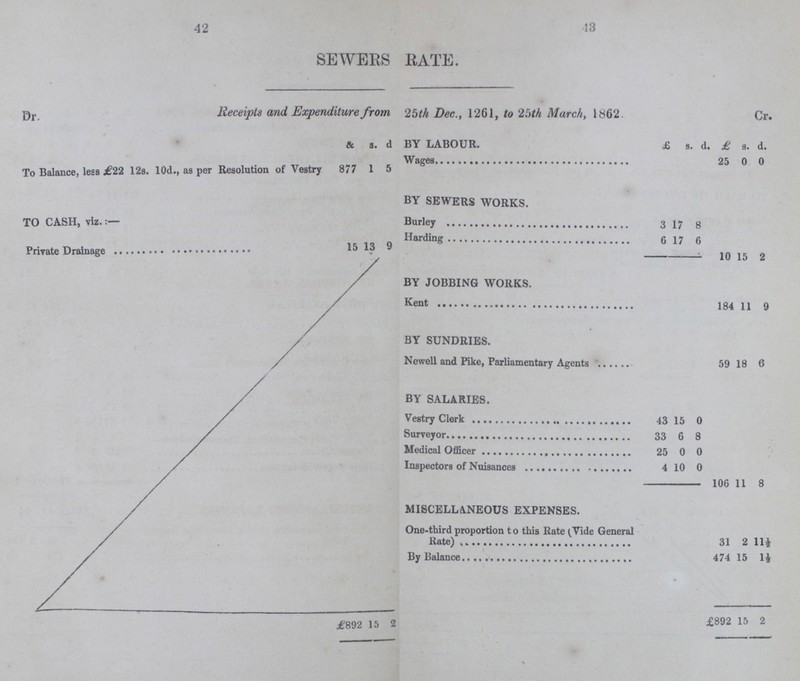 42
43
SEWERS RATE.
Dr.
Receipts and Expenditure from 25th Dec., 1261, to 25th March, 1862.
Cr.
& s. d
To Balance, less £22 12s. 10d., as per Resolution of Vestry 877 1 5
TO CASH, viz.:—
Private Drainage 15 13 9
£892 15 2
BY LABOUR. £ s. d. £ s. d.
Wages 25 0 0
BY SEWERS WORKS.
Burley 3 17 8
Harding 6 17 6
10 15 2
BY JOBBING WORKS.
Kent 184 11 9
BY SUNDRIES.
Newell and Pike, Parliamentary Agents 59 18 6
BY SALARIES.
Vestry Clerk 43 15 0
Surveyor 33 6 8
Medical Officer 25 0 0
Inspectors of Nuisances 4 10 0
106 11 8
MISCELLANEOUS EXPENSES.
One-third proportion to this Rate (Vide General
Rate) 31 2 11½
By Balance 474 15 1½
£892 15 2